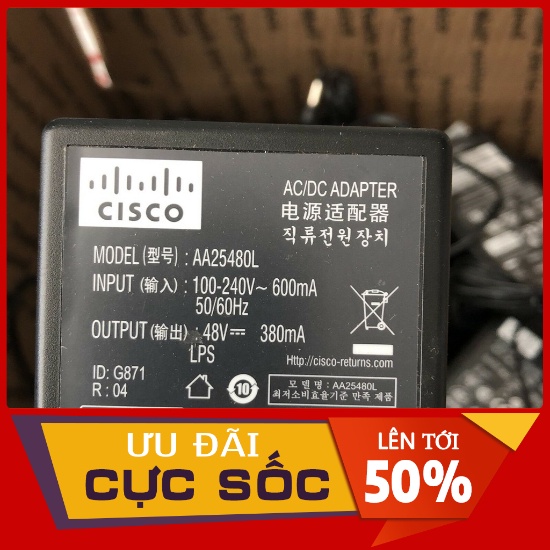 CISCO
AC/DC ADAPTER
电源适配器
직류전원장치
MODEL (型号) : AA25480L
INPUT (输入) : 100-240V~ 600mA
50/60Hz
OUTPUT (输出) : 48V⎓ 380mA
LPS
Http://cisco-returns.com
ID: G871
R : 04
10
모 델 명 : AA25480L
최저소비효율기준 만족 제품
ƯU ĐÃI
CỰC SỐC
LÊN TỚI
50%